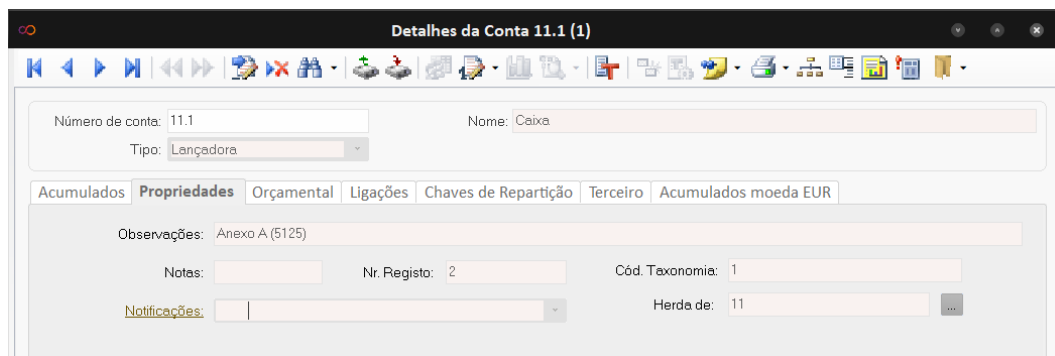 Detalhes da Conta 11.1 (1)
Número de conta: 11.1 Nome: Caixa
Tipo: Lançadora
Acumulados Propriedades Orçamental Ligações Chaves de Repartição Terceiro Acumulados moeda EUR
Observações: Anexo A (5125)
Notas: Nr. Registo: 2 Cód. Taxonomia: 1
Notificações: Herda de: 11 ...